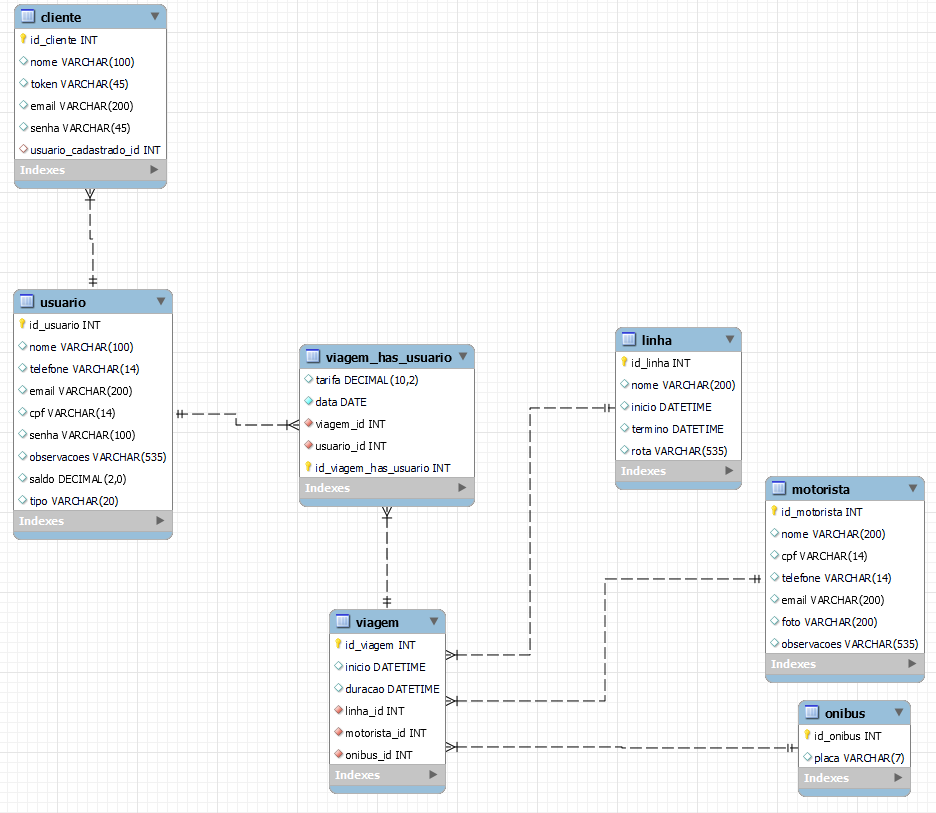 cliente
id_cliente INT
nome VARCHAR(100)
token VARCHAR(45)
email VARCHAR(200)
senha VARCHAR(45)
usuario_cadastrado_id INT
Indexes
usuario
id_usuario INT
nome VARCHAR(100)
telefone VARCHAR(14)
email VARCHAR(200)
cpf VARCHAR(14)
senha VARCHAR(100)
observacoes VARCHAR(535)
saldo DECIMAL(2,0)
tipo VARCHAR(20)
Indexes
viagem_has_usuario
tarifa DECIMAL(10,2)
data DATE
viagem_id INT
usuario_id INT
id_viagem_has_usuario INT
Indexes
linha
id_linha INT
nome VARCHAR(200)
inicio DATETIME
termino DATETIME
rota VARCHAR(535)
Indexes
motorista
id_motorista INT
nome VARCHAR(200)
cpf VARCHAR(14)
telefone VARCHAR(14)
email VARCHAR(200)
foto VARCHAR(200)
observacoes VARCHAR(535)
Indexes
viagem
id_viagem INT
inicio DATETIME
duracao DATETIME
linha_id INT
motorista_id INT
onibus_id INT
Indexes
onibus
id_onibus INT
placa VARCHAR(7)
Indexes